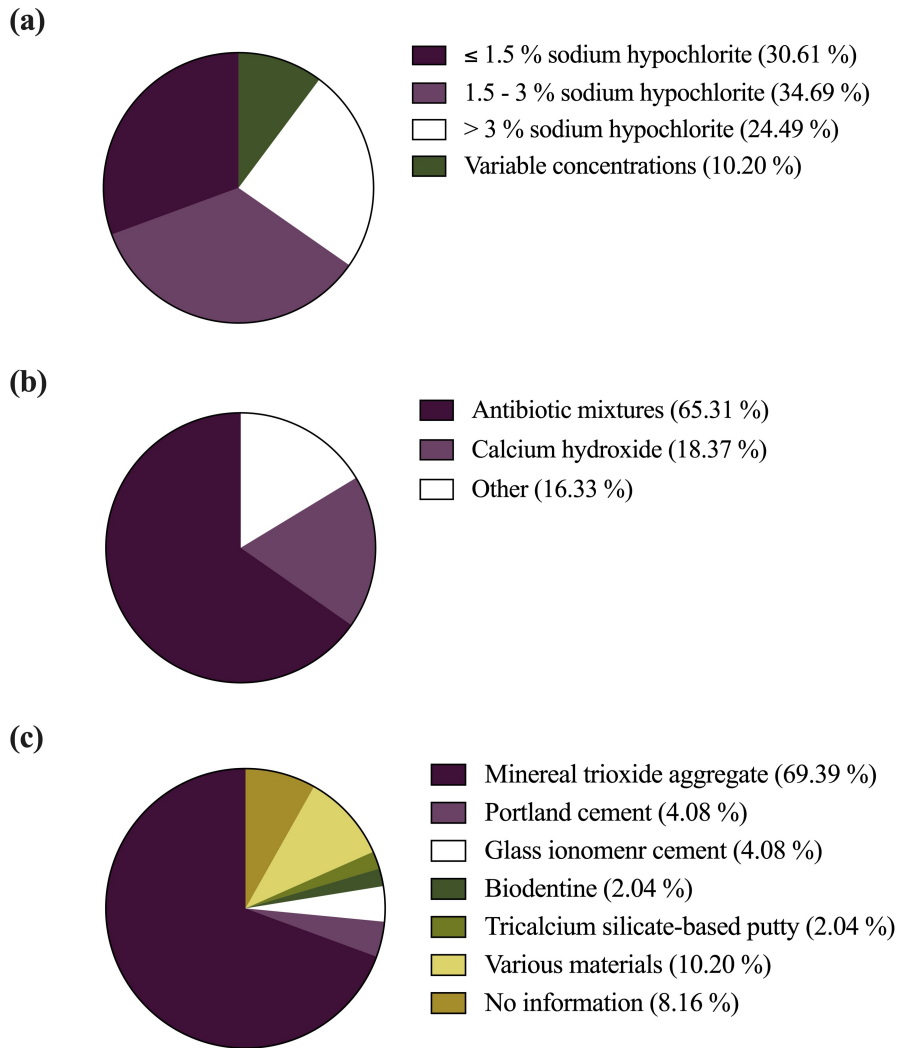 (a)
≤ 1.5 % sodium hypochlorite (30.61 %)
1.5 - 3 % sodium hypochlorite (34.69 %)
> 3 % sodium hypochlorite (24.49 %)
Variable concentrations (10.20 %)
(b)
Antibiotic mixtures (65.31 %)
Calcium hydroxide (18.37 %)
Other (16.33 %)
(c)
Minereal trioxide aggregate (69.39 %)
Portland cement (4.08 %)
Glass ionomenr cement (4.08 %)
Biodentine (2.04 %)
Tricalcium silicate-based putty (2.04 %)
Various materials (10.20 %)
No information (8.16 %)